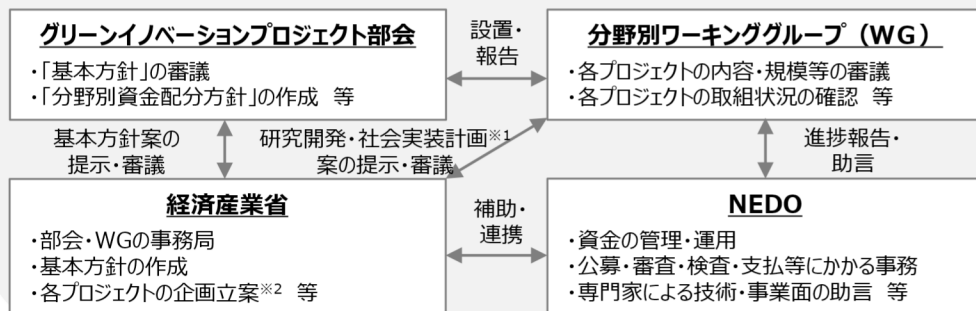 グリーンイノベーションプロジェクト部会
・「基本方針」の審議
・「分野別資金配分方針」の作成 等
設置・
報告
分野別ワーキンググループ（WG）
・各プロジェクトの内容・規模等の審議
・各プロジェクトの取組状況の確認 等
基本方針案の
提示・審議
研究開発・社会実装計画※1
案の提示・審議
進捗報告・
助言
経済産業省
・部会・WGの事務局
・基本方針の作成
・各プロジェクトの企画立案※2 等
補助・
連携
NEDO
・資金の管理・運用
・公募・審査・検査・支払等にかかる事務
・専門家による技術・事業面の助言 等